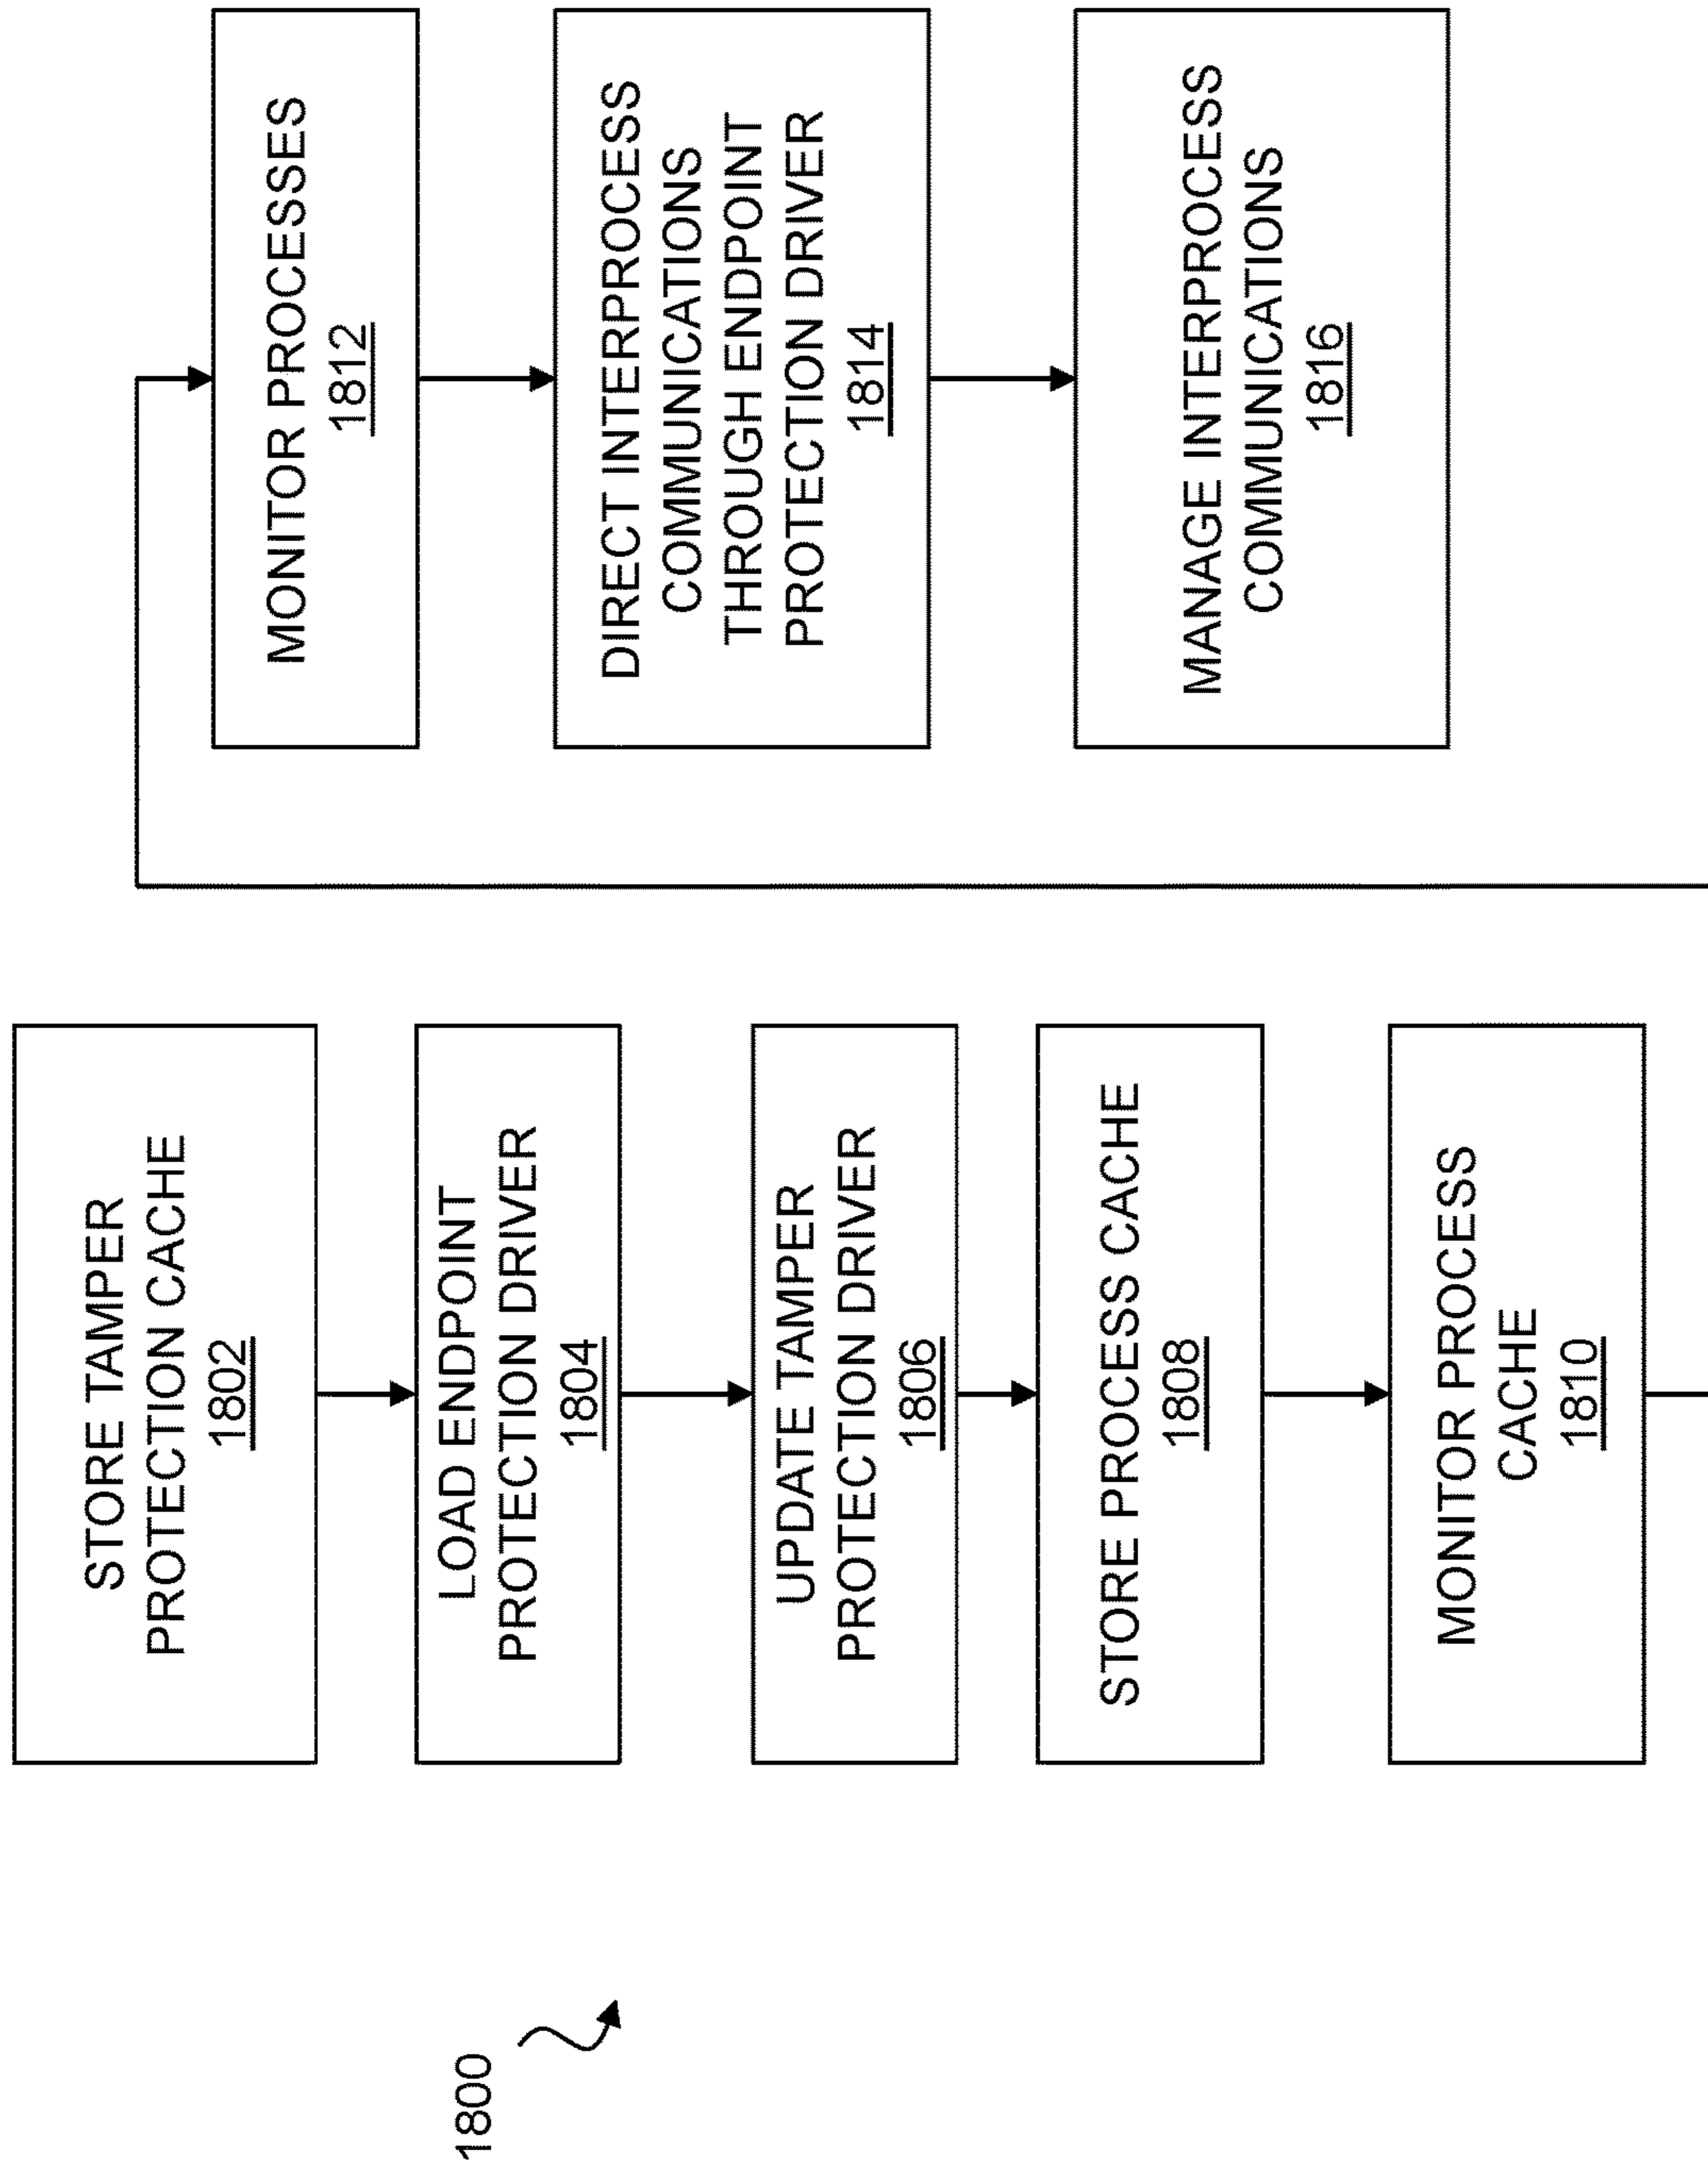 1800
STORE TAMPER
PROTECTION CACHE
1802
LOAD ENDPOINT
PROTECTION DRIVER
1804
UPDATE TAMPER
PROTECTION DRIVER
1806
STORE PROCESS CACHE
1808
MONITOR PROCESS
CACHE
1810
MONITOR PROCESSES
1812
DIRECT INTERPROCESS
COMMUNICATIONS
THROUGH ENDPOINT
PROTECTION DRIVER
1814
MANAGE INTERPROCESS
COMMUNICATIONS
1816